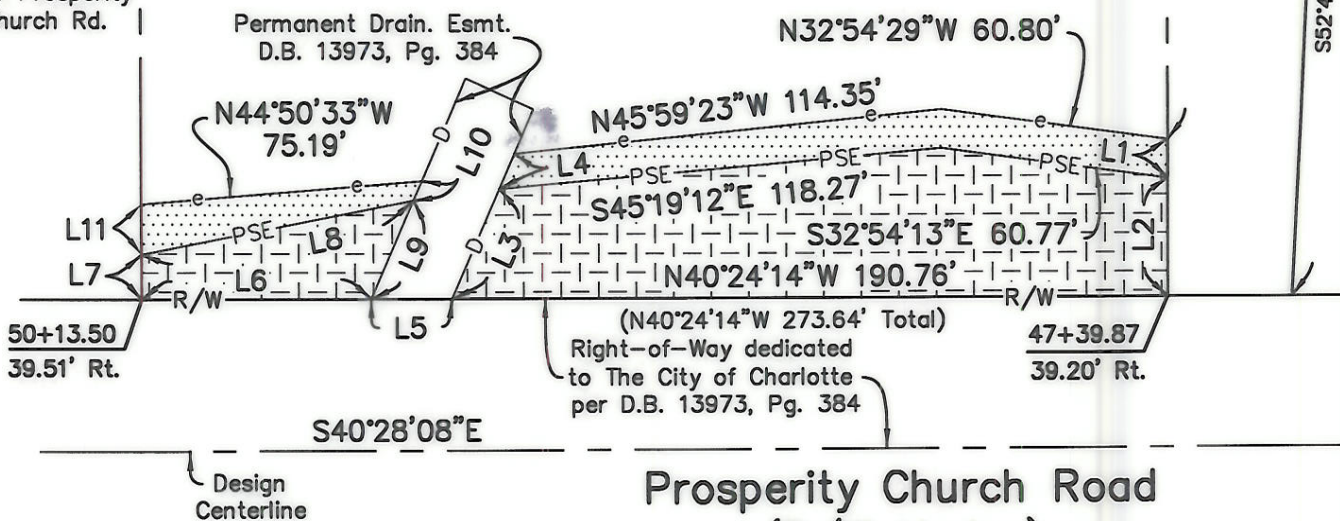 Prosperity
hurch Rd.
Permanent Drain. Esmt.
D.B. 13973, Pg. 384
N32°54'29"W 60.80'
N44°50'33"W
75.19'
D
L10
e
N45°59'23"W 114.35'
e
e
e
e
L4
PSE
PSE
PSE
L1
S45°19'12"E 118.27'
S32°54'13"E 60.77'
L11
PSE
L8
L9
D
L3
L2
L7
L6
N40°24'14"W 190.76'
R/W
R/W
L5
(N40°24'14"W 273.64' Total)
50+13.50
39.51' Rt.
47+39.87
39.20' Rt.
Right-of-Way dedicated
to The City of Charlotte
per D.B. 13973, Pg. 384
S40°28'08"E
Design
Centerline
Prosperity Church Road